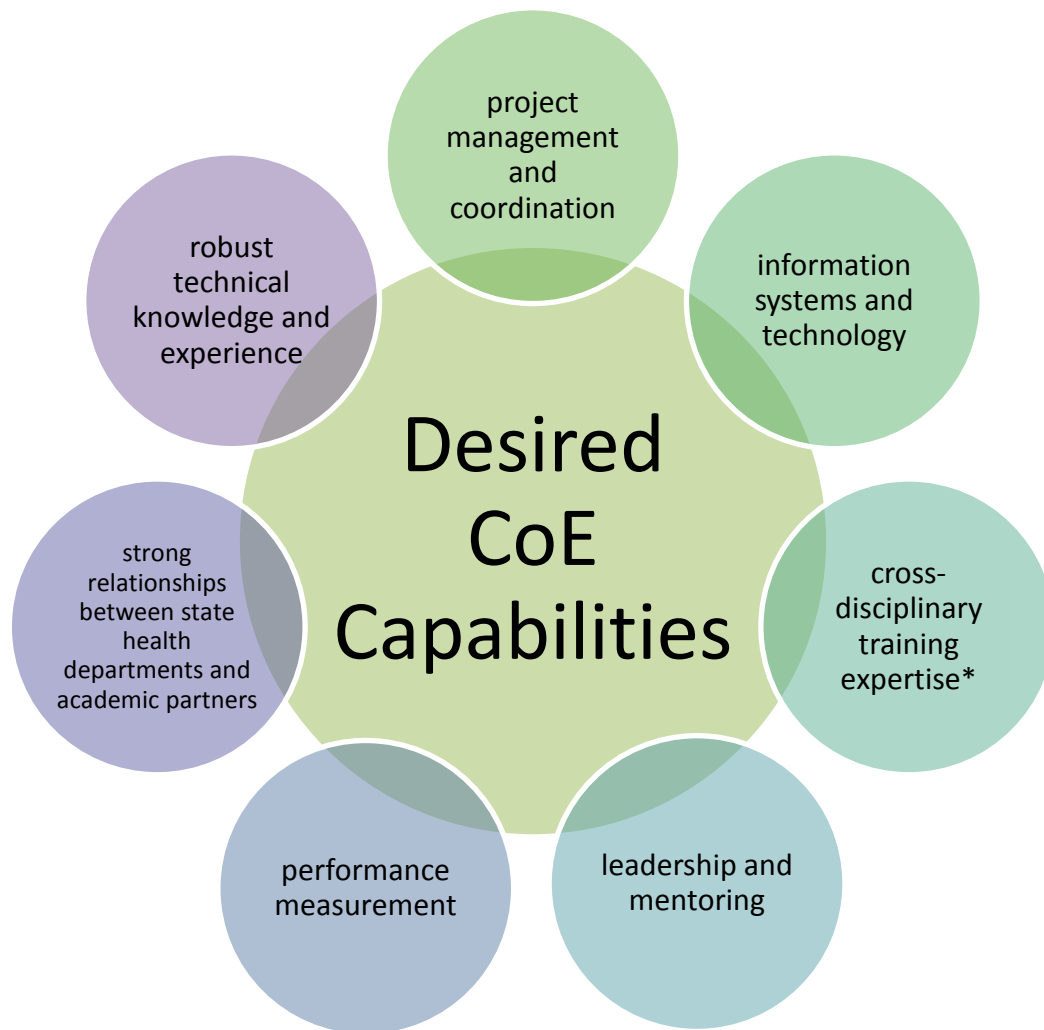 project
management
and
coordination
information
systems and
technology
cross-
disciplinary
training
expertise*
leadership and
mentoring
performance
measurement
strong
relationships
between state
health
departments and
academic partners
robust
technical
knowledge and
experience
Desired
CoE
Capabilities